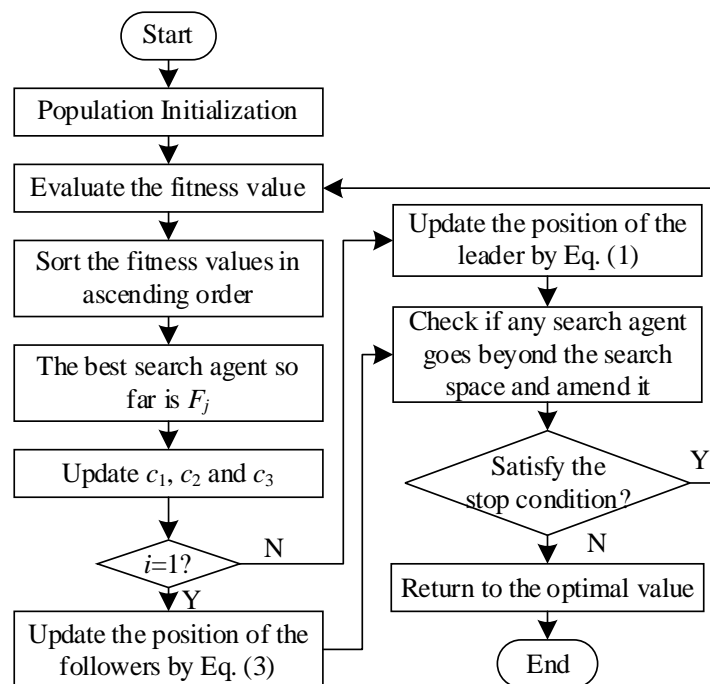 Start
Population Initialization
Evaluate the fitness value
Sort the fitness values in
ascending order
The best search agent so
far is F_j
Update c_1, c_2 and c_3
i=1?
N
Y
Update the position of the
followers by Eq. (3)
Update the position of the
leader by Eq. (1)
Check if any search agent
goes beyond the search
space and amend it
Satisfy the
stop condition?
Y
N
Return to the optimal value
End